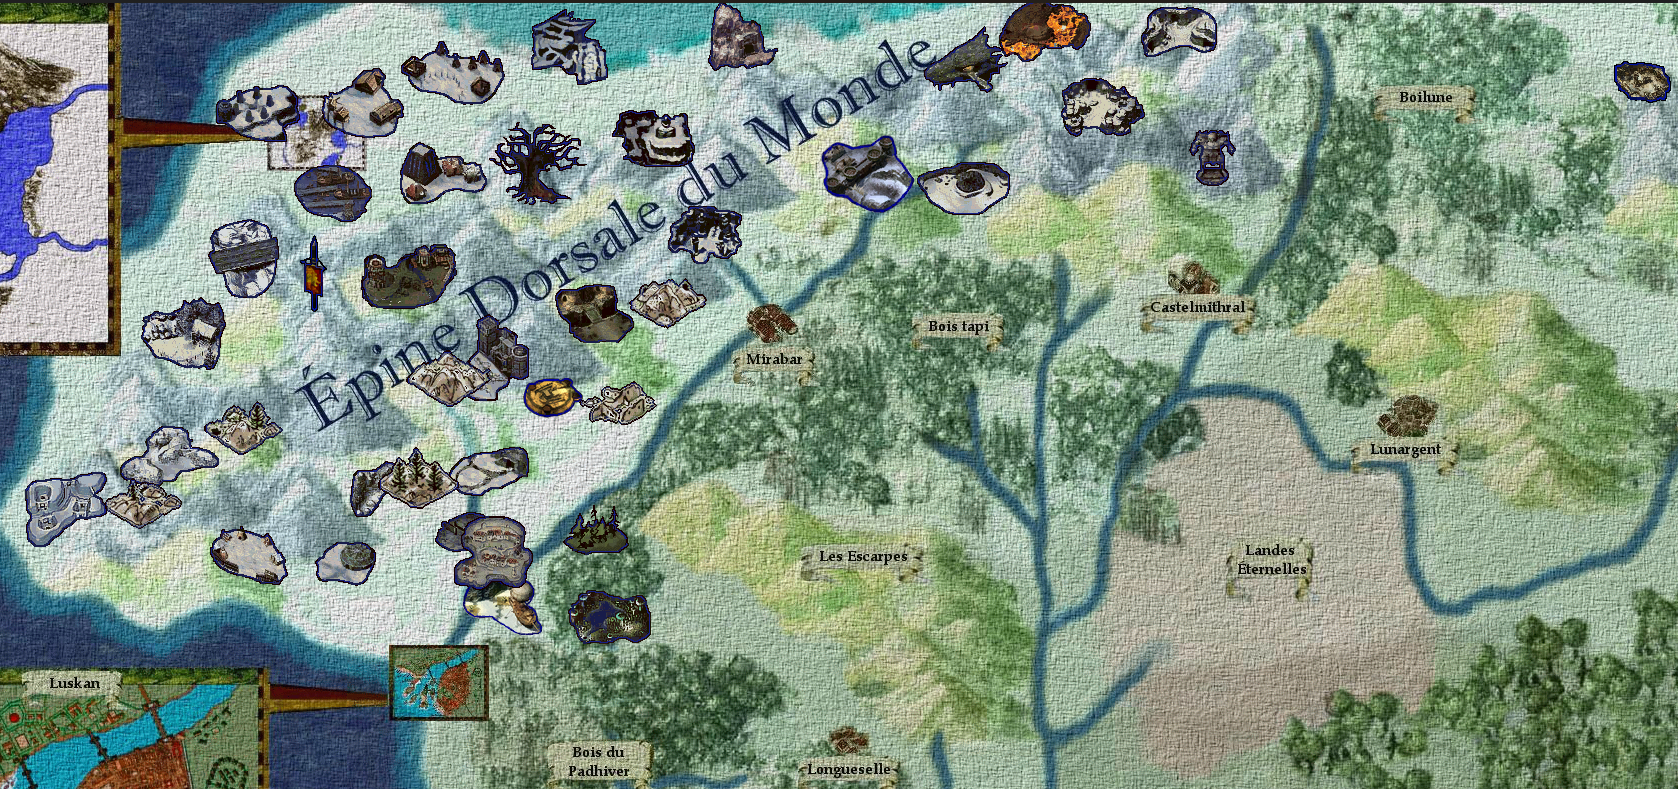 Épine Dorsale du Monde
Boilune
Castelmithral
Bois tapi
Mirabar
Lunargent
Les Escarpes
Landes
Éternelles
Luskan
Bois du
Padhiver
Longueselle